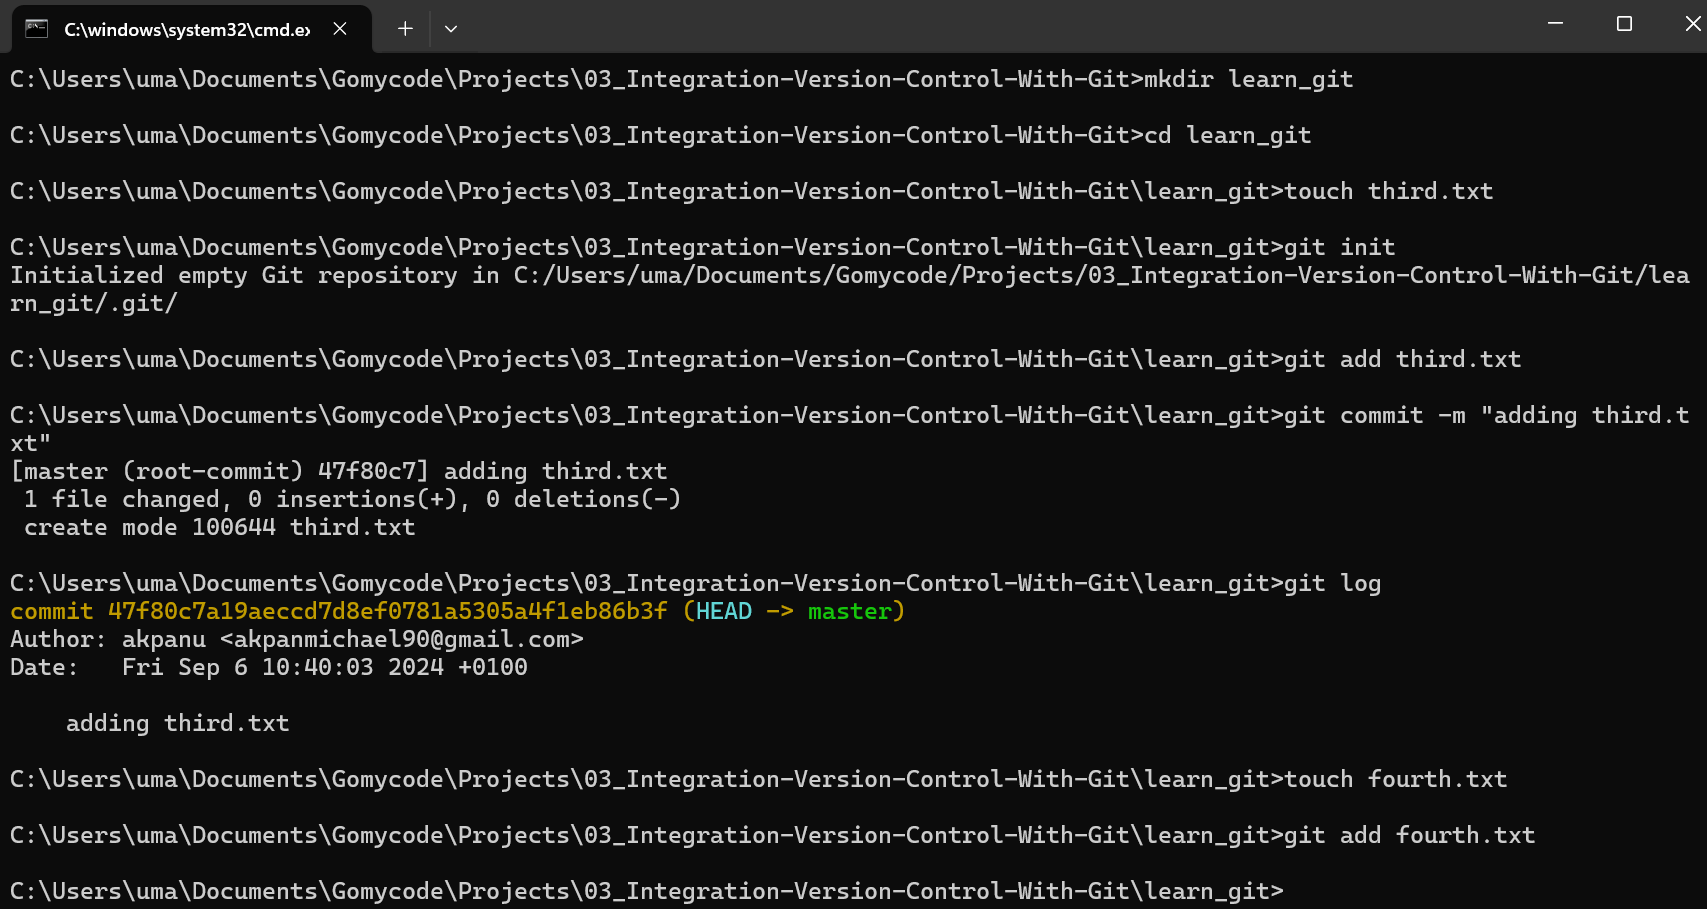 C:\windows\system32\cmd.ex
C:\Users\uma\Documents\Gomycode\Projects\03_Integration-Version-Control-With-Git>mkdir learn_git
C:\Users\uma\Documents\Gomycode\Projects\03_Integration-Version-Control-With-Git>cd learn_git
C:\Users\uma\Documents\Gomycode\Projects\03_Integration-Version-Control-With-Git\learn_git>touch third.txt
C:\Users\uma\Documents\Gomycode\Projects\03_Integration-Version-Control-With-Git\learn_git>git init
Initialized empty Git repository in C:/Users/uma/Documents/Gomycode/Projects/03_Integration-Version-Control-With-Git/lea
rn_git/.git/
C:\Users\uma\Documents\Gomycode\Projects\03_Integration-Version-Control-With-Git\learn_git>git add third.txt
C:\Users\uma\Documents\Gomycode\Projects\03_Integration-Version-Control-With-Git\learn_git>git commit -m "adding third.t
xt"
[master (root-commit) 47f80c7] adding third.txt
 1 file changed, 0 insertions(+), 0 deletions(-)
 create mode 100644 third.txt
C:\Users\uma\Documents\Gomycode\Projects\03_Integration-Version-Control-With-Git\learn_git>git log
commit 47f80c7a19aeccd7d8ef0781a5305a4f1eb86b3f (HEAD -> master)
Author: akpanu <akpanmichael90@gmail.com>
Date:   Fri Sep 6 10:40:03 2024 +0100
    adding third.txt
C:\Users\uma\Documents\Gomycode\Projects\03_Integration-Version-Control-With-Git\learn_git>touch fourth.txt
C:\Users\uma\Documents\Gomycode\Projects\03_Integration-Version-Control-With-Git\learn_git>git add fourth.txt
C:\Users\uma\Documents\Gomycode\Projects\03_Integration-Version-Control-With-Git\learn_git>